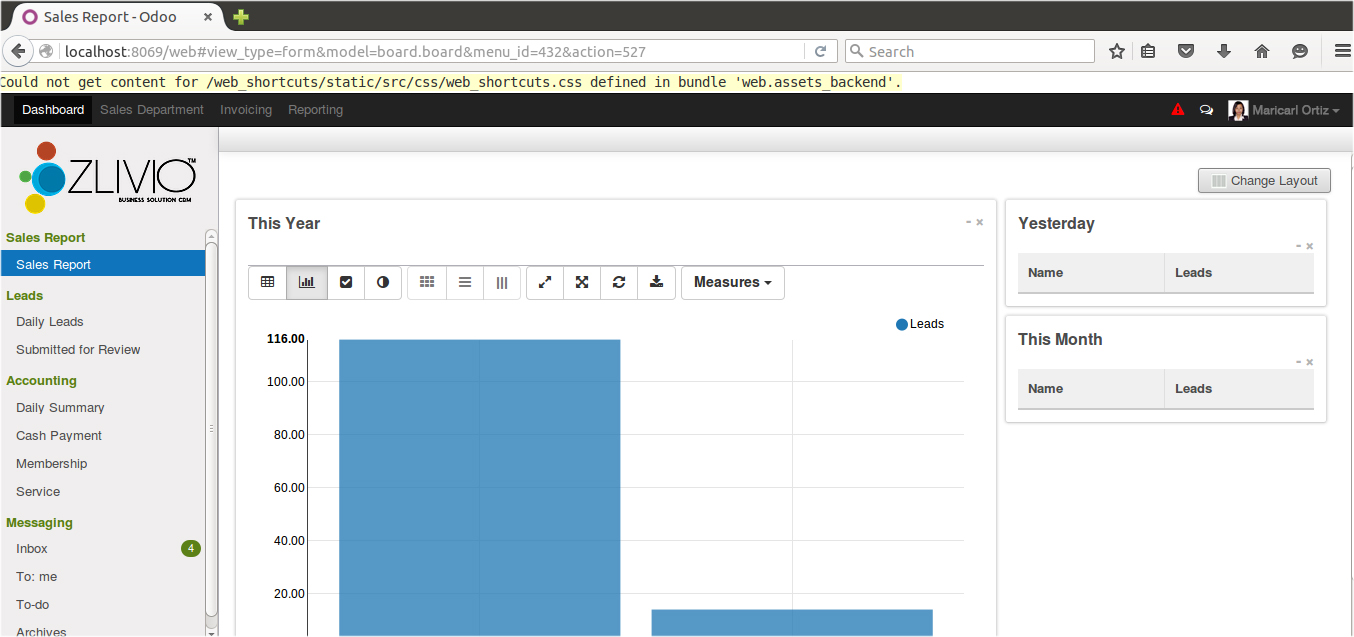 Sales Report - Odoo
localhost:8069/web#view_type=form&model=board.board&menu_id=432&action=527
Search
Could not get content for /web_shortcuts/static/src/css/web_shortcuts.css defined in bundle 'web.assets_backend'.
Dashboard Sales Department Invoicing Reporting Maricarl Ortiz
ZLIVIO™
BUSINESS SOLUTION CBM
Change Layout
Sales Report
Sales Report
Leads
Daily Leads
Submitted for Review
Accounting
Daily Summary
Cash Payment
Membership
Service
Messaging
Inbox 4
To: me
To-do
Archives
This Year
Measures
Leads
116.00
100.00
80.00
60.00
40.00
20.00
Yesterday
Name Leads
This Month
Name Leads